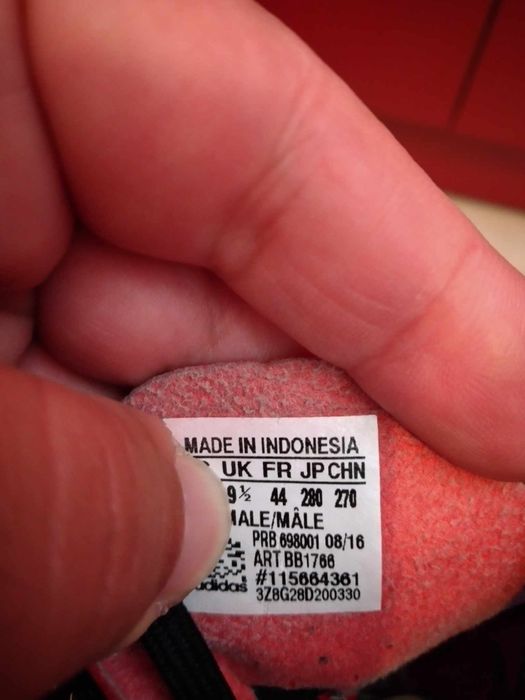 MADE IN INDONESIA
UK FR JP CHN
9½ 44 280 270
MALE/MÂLE
PRB 698001 08/16
ART BB1766
#115664361
adidas 3Z8G28D200330